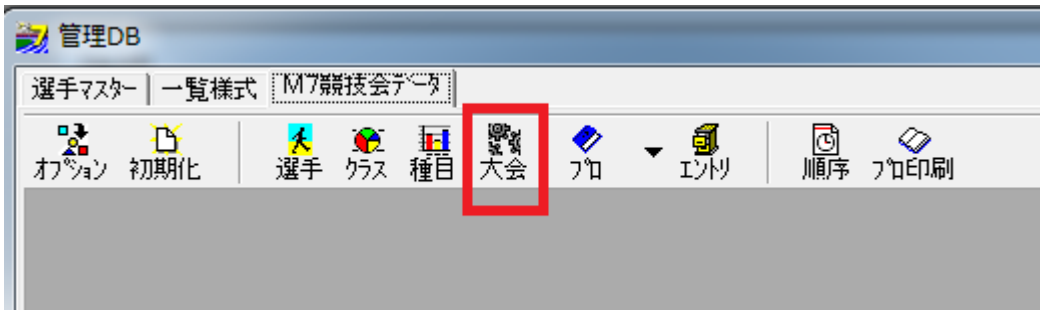 管理DB
選手ﾏｽﾀｰ 一覧様式 M7競技会ﾃﾞｰﾀ
ｵﾌﾟｼｮﾝ 初期化 選手 ｸﾗｽ 種目 大会 ﾌﾟﾛ ｴﾝﾄﾘ 順序 ﾌﾟﾛ印刷